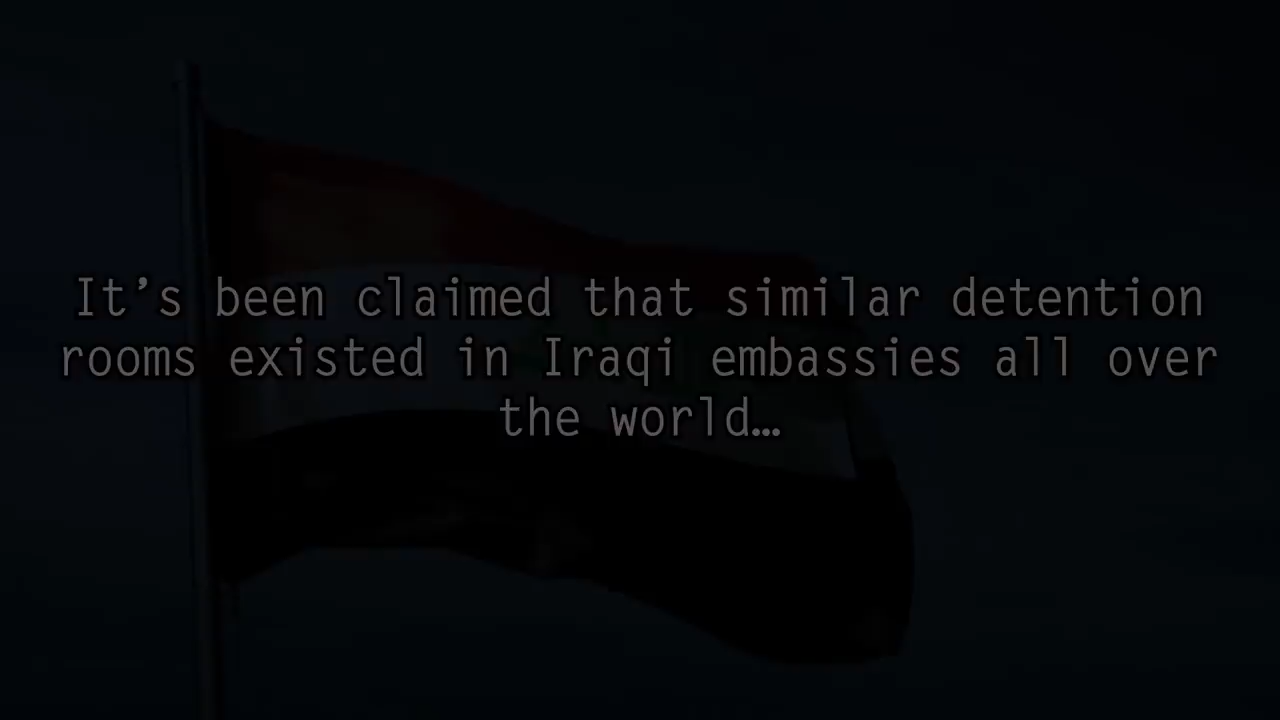 It’s been claimed that similar detention
rooms existed in Iraqi embassies all over
the world…